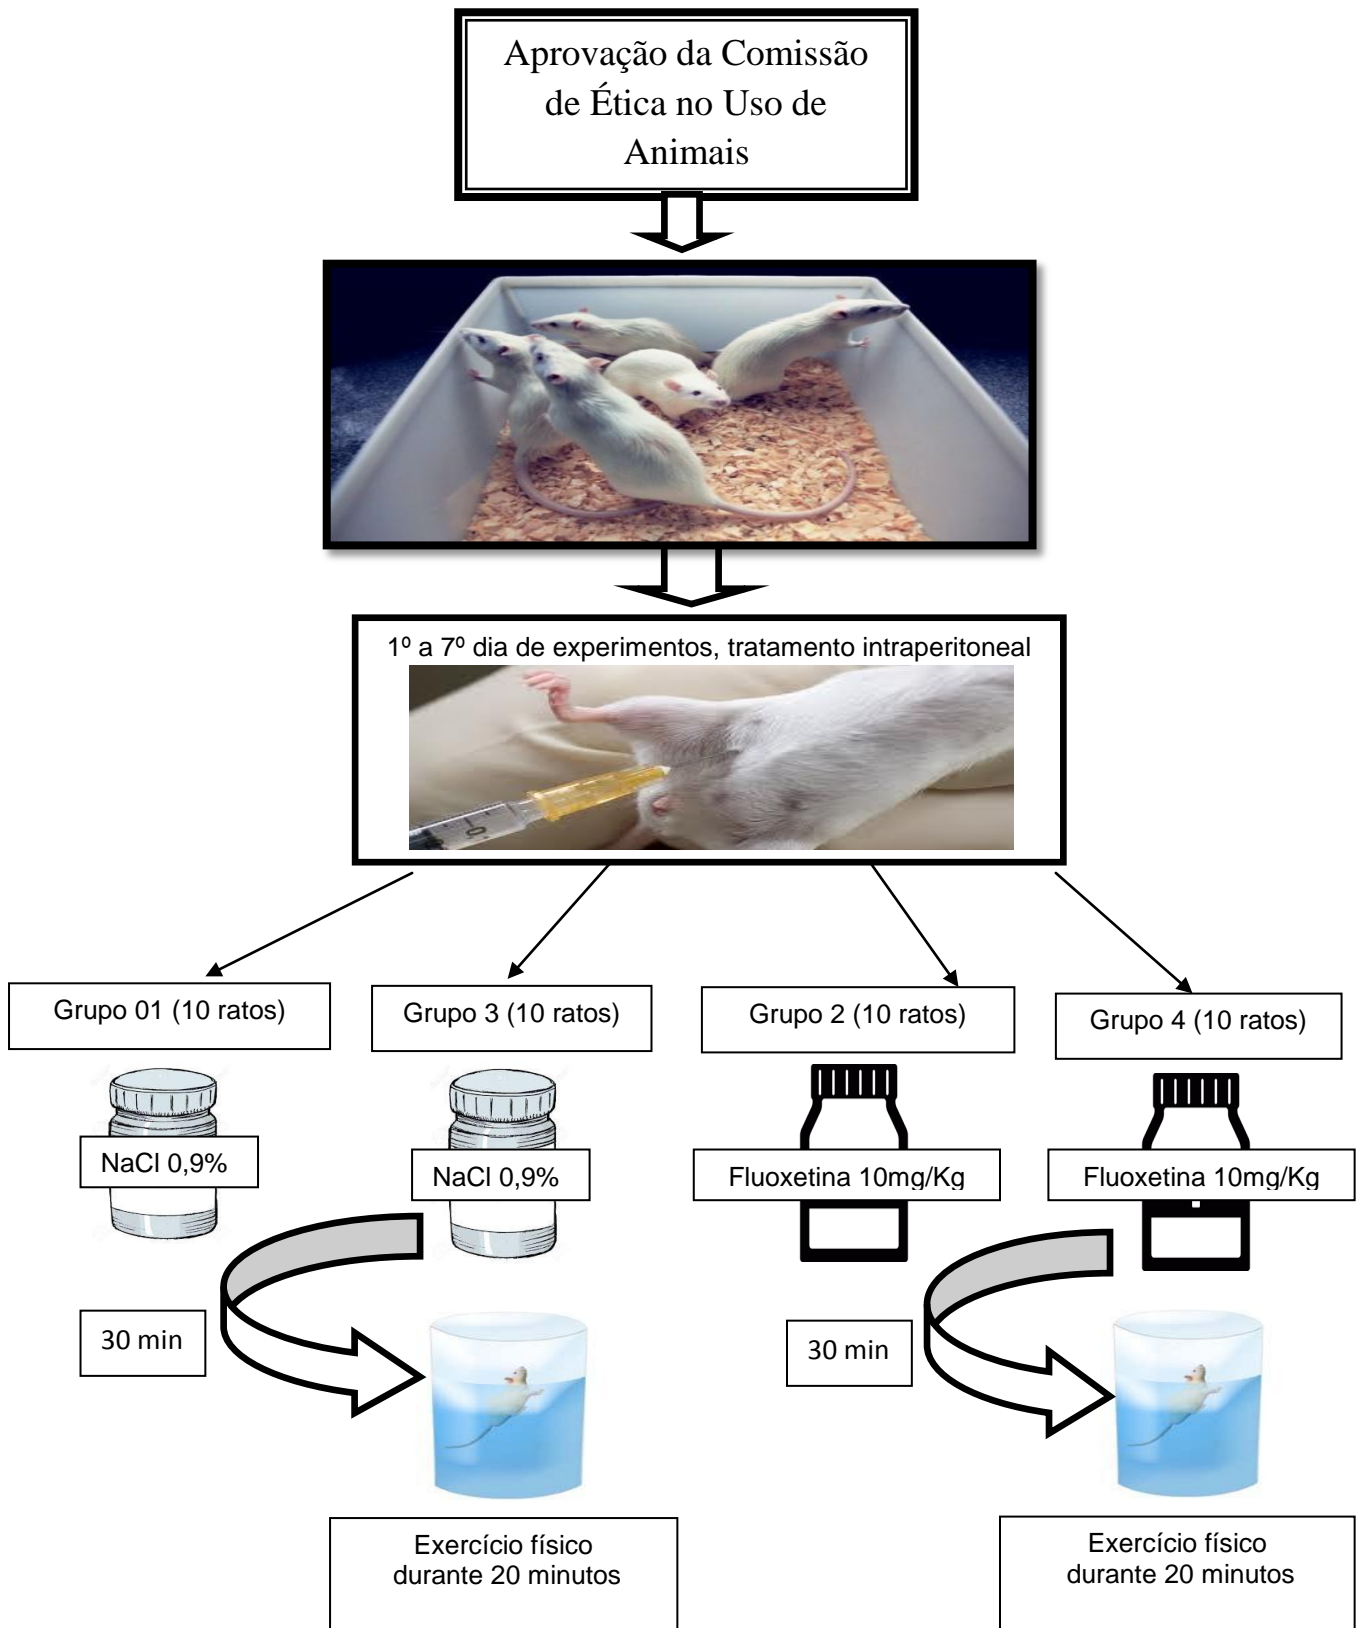 Aprovação da Comissão
de Ética no Uso de
Animais
1º a 7º dia de experimentos, tratamento intraperitoneal
0
Grupo 01 (10 ratos)
Grupo 3 (10 ratos)
Grupo 2 (10 ratos)
Grupo 4 (10 ratos)
NaCl 0,9%
NaCl 0,9%
Fluoxetina 10mg/Kg
Fluoxetina 10mg/Kg
30 min
30 min
Exercício físico
durante 20 minutos
Exercício físico
durante 20 minutos